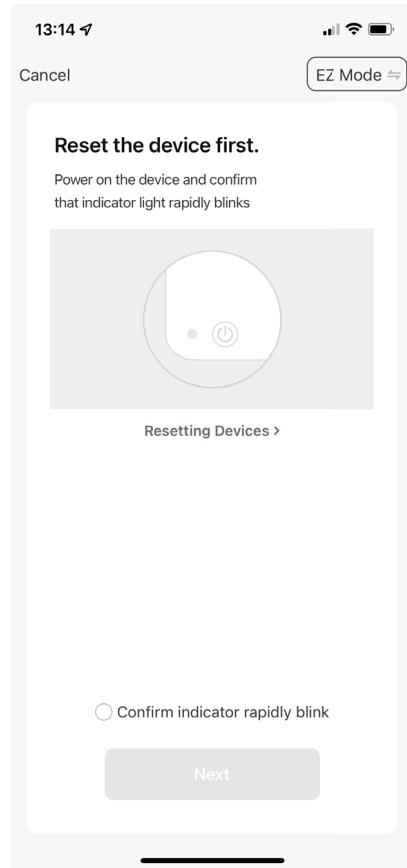 13:14
Cancel
EZ Mode
Reset the device first.
Power on the device and confirm
that indicator light rapidly blinks
Resetting Devices >
Confirm indicator rapidly blink
Next